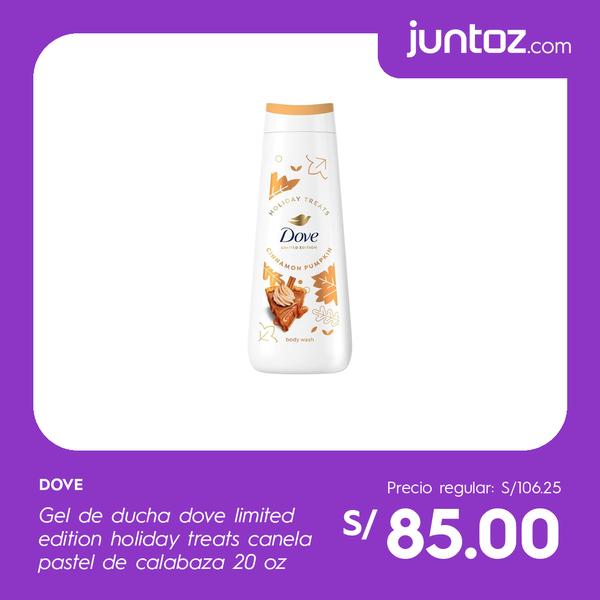 juntoz.com
HOLIDAY TREATS
Dove
LIMITED EDITION
CINNAMON PUMPKIN
body wash
DOVE
Gel de ducha dove limited
edition holiday treats canela
pastel de calabaza 20 oz
Precio regular: S/106.25
S/ 85.00